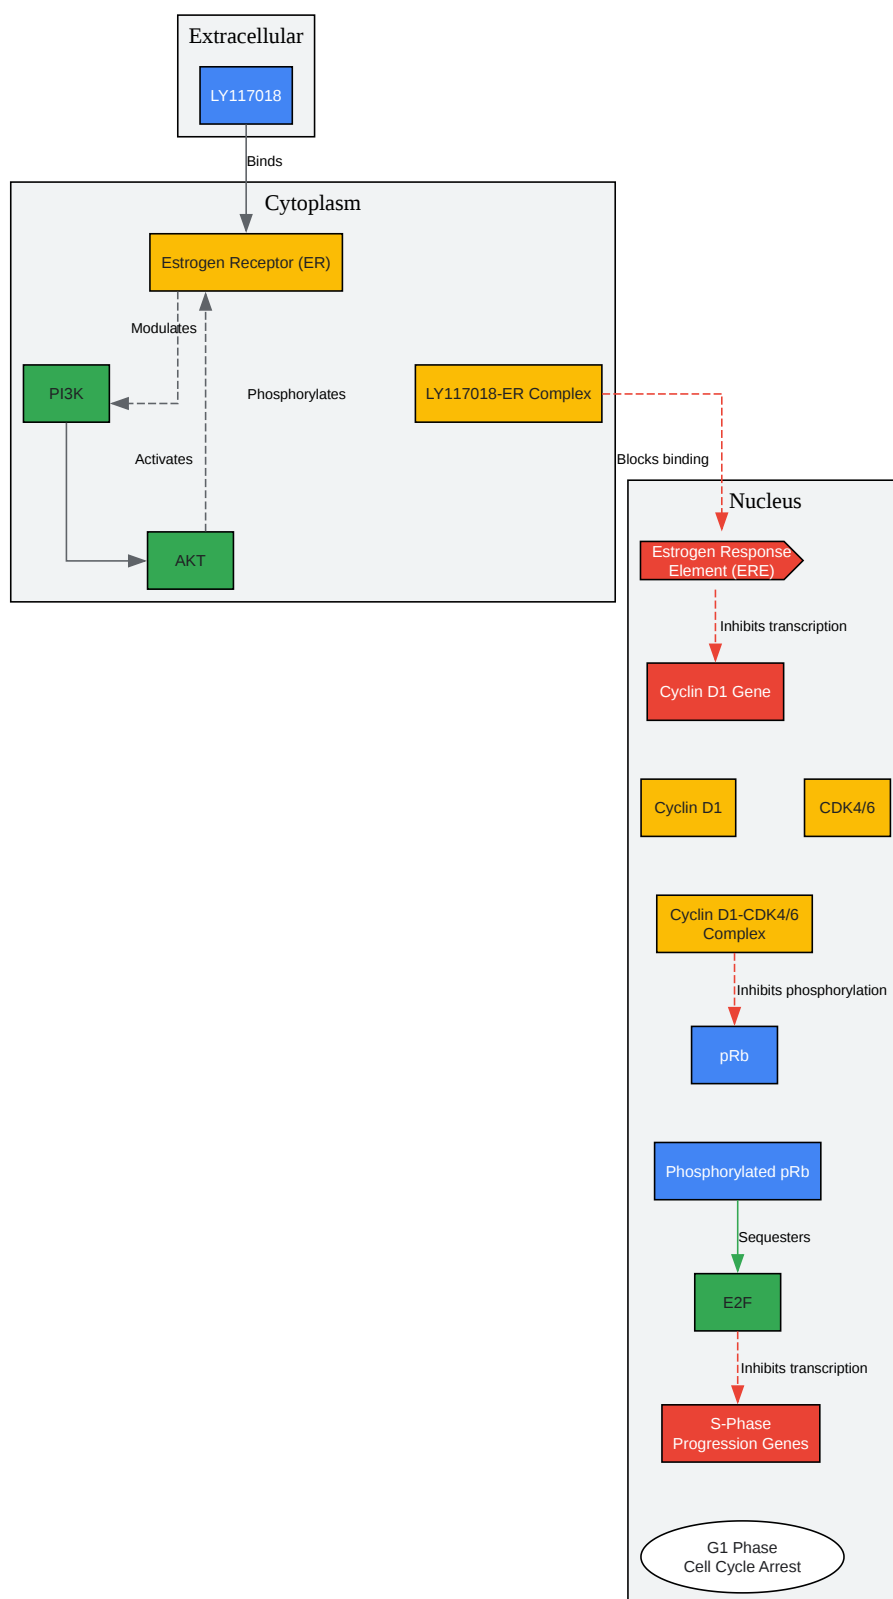 Extracellular
LY117018
Binds
Cytoplasm
Estrogen Receptor (ER)
Modulates
PI3K
Phosphorylates
LY117018-ER Complex
Activates
Blocks binding
AKT
Nucleus
Estrogen Response
Element (ERE)
Inhibits transcription
Cyclin D1 Gene
Cyclin D1
CDK4/6
Cyclin D1-CDK4/6
Complex
Inhibits phosphorylation
pRb
Phosphorylated pRb
Sequesters
E2F
Inhibits transcription
S-Phase
Progression Genes
G1 Phase
Cell Cycle Arrest